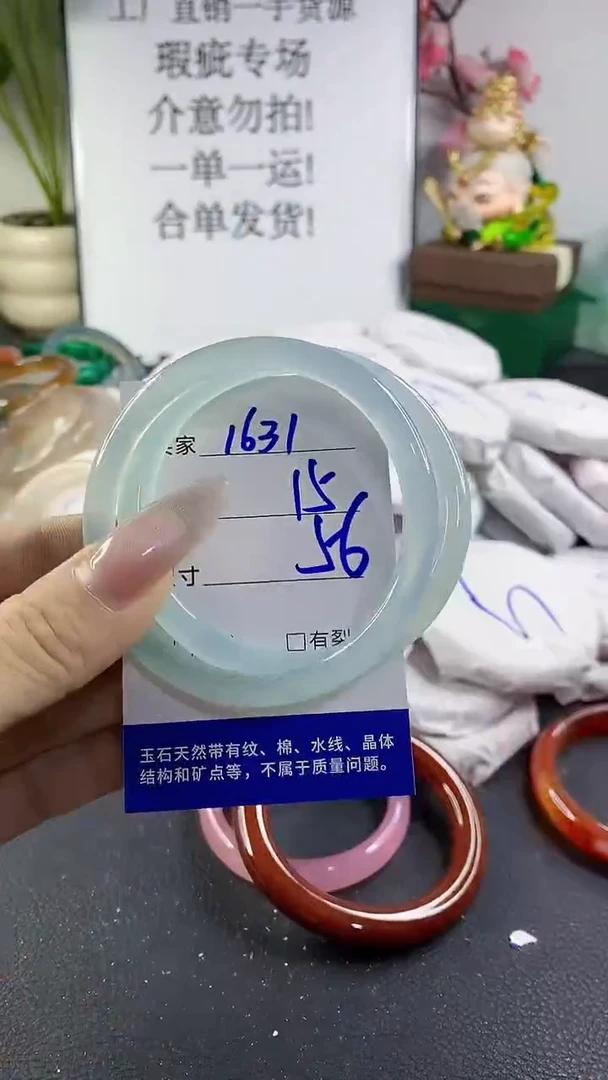 工厂直销一手货源
瑕疵专场
介意勿拍!
一单一运!
合单发货!
家 1631
15
寸 56
□有裂
玉石天然带有纹、棉、水线、晶体
结构和矿点等，不属于质量问题。